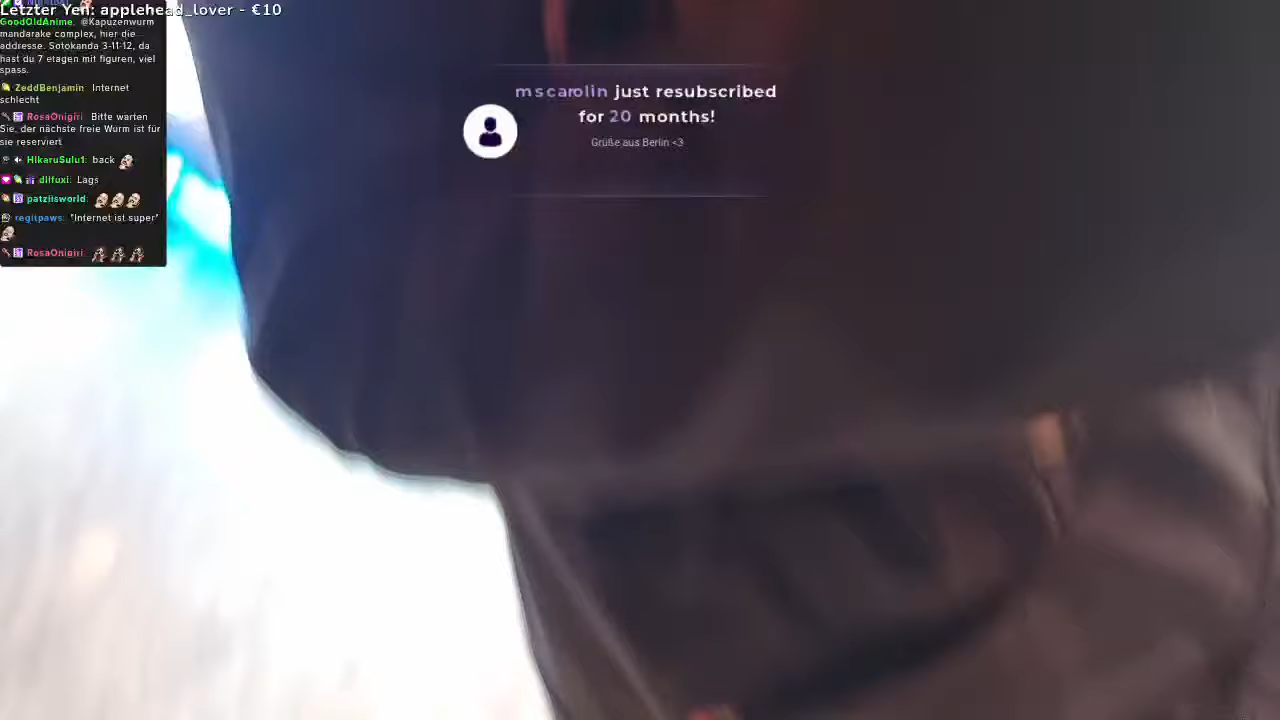 Letzter Yen: applehead_lover - €10
GoodOldAnime: @Kapuzenwurm
mandarake complex, hier die
addresse. Sotokanda 3-11-12, da
hast du 7 etagen mit figuren, viel
spass.
ZeddBenjamin: Internet
schlecht
RosaOnigiri: Bitte warten
Sie, der nächste freie Wurm ist für
sie reserviert
HikaruSulu1: back
dilfuxi: Lags
patziisworld:
regitpaws: "Internet ist super"
RosaOnigiri:
mscarolin just resubscribed
for 20 months!
Grüße aus Berlin <3